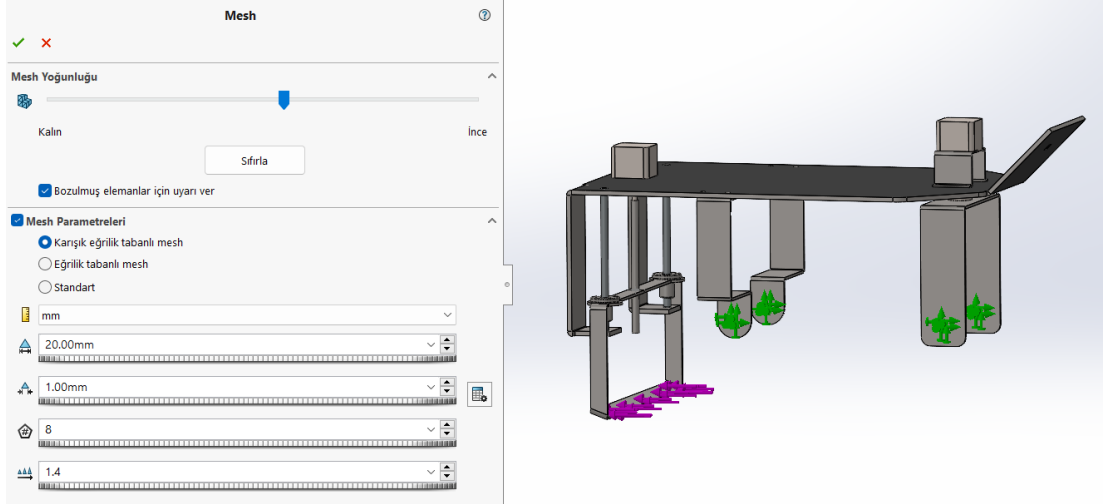 Mesh
Mesh Yoğunluğu
Kalın
İnce
Sıfırla
Bozulmuş elemanlar için uyarı ver
Mesh Parametreleri
Karışık eğrilik tabanlı mesh
Eğrilik tabanlı mesh
Standart
mm
20.00mm
1.00mm
8
1.4